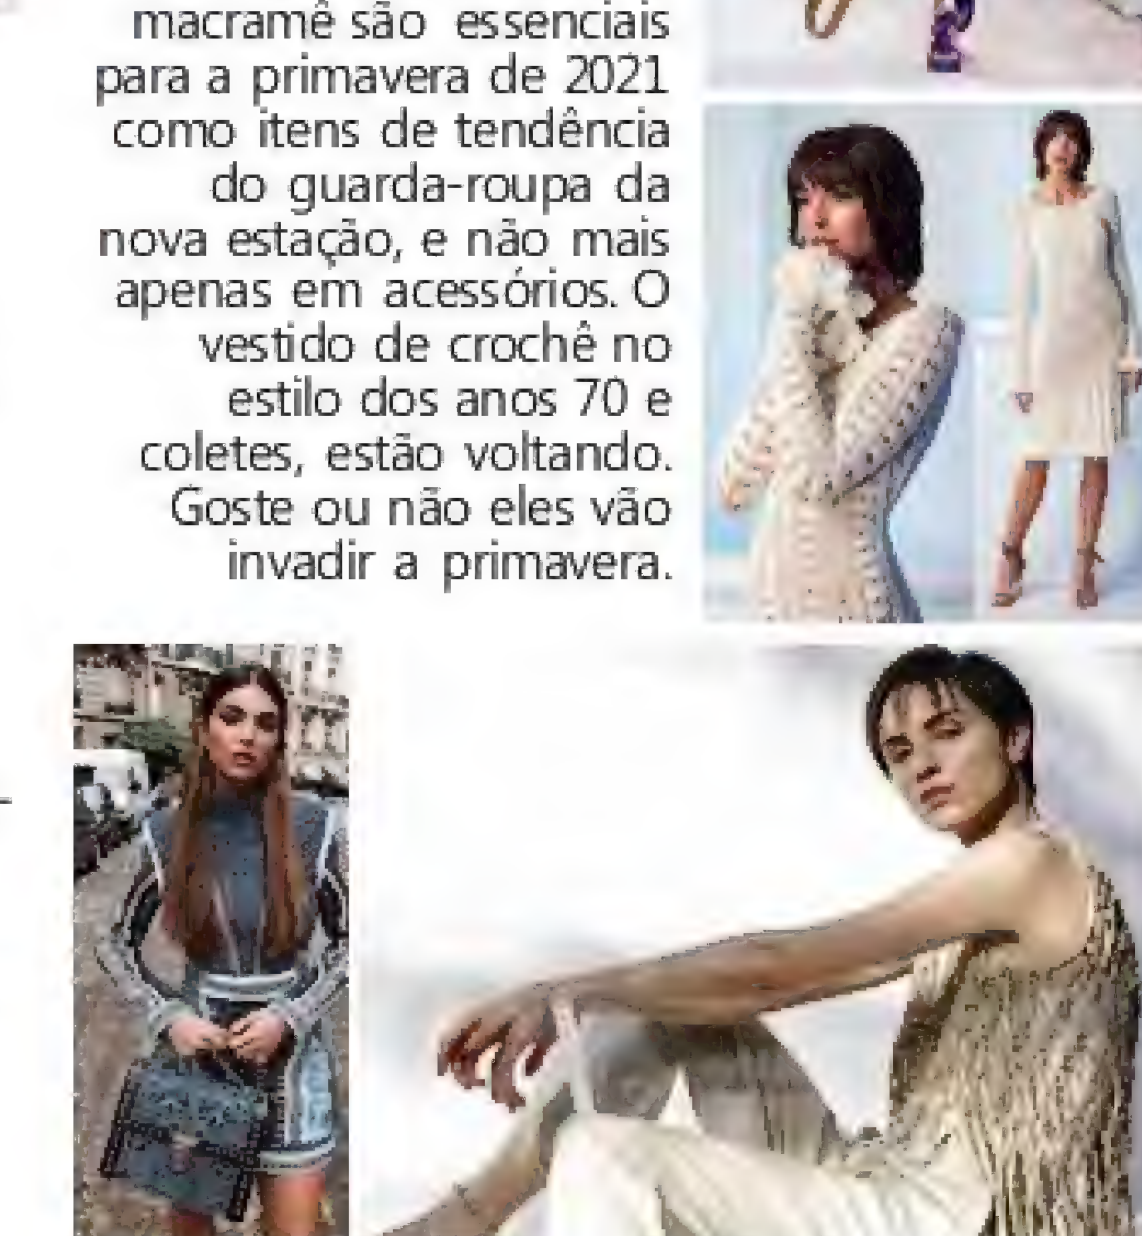 macramê são essenciais
para a primavera de 2021
como itens de tendência
do guarda-roupa da
nova estação, e não mais
apenas em acessórios. O
vestido de crochê no
estilo dos anos 70 e
coletes, estão voltando.
Goste ou não eles vão
invadir a primavera.